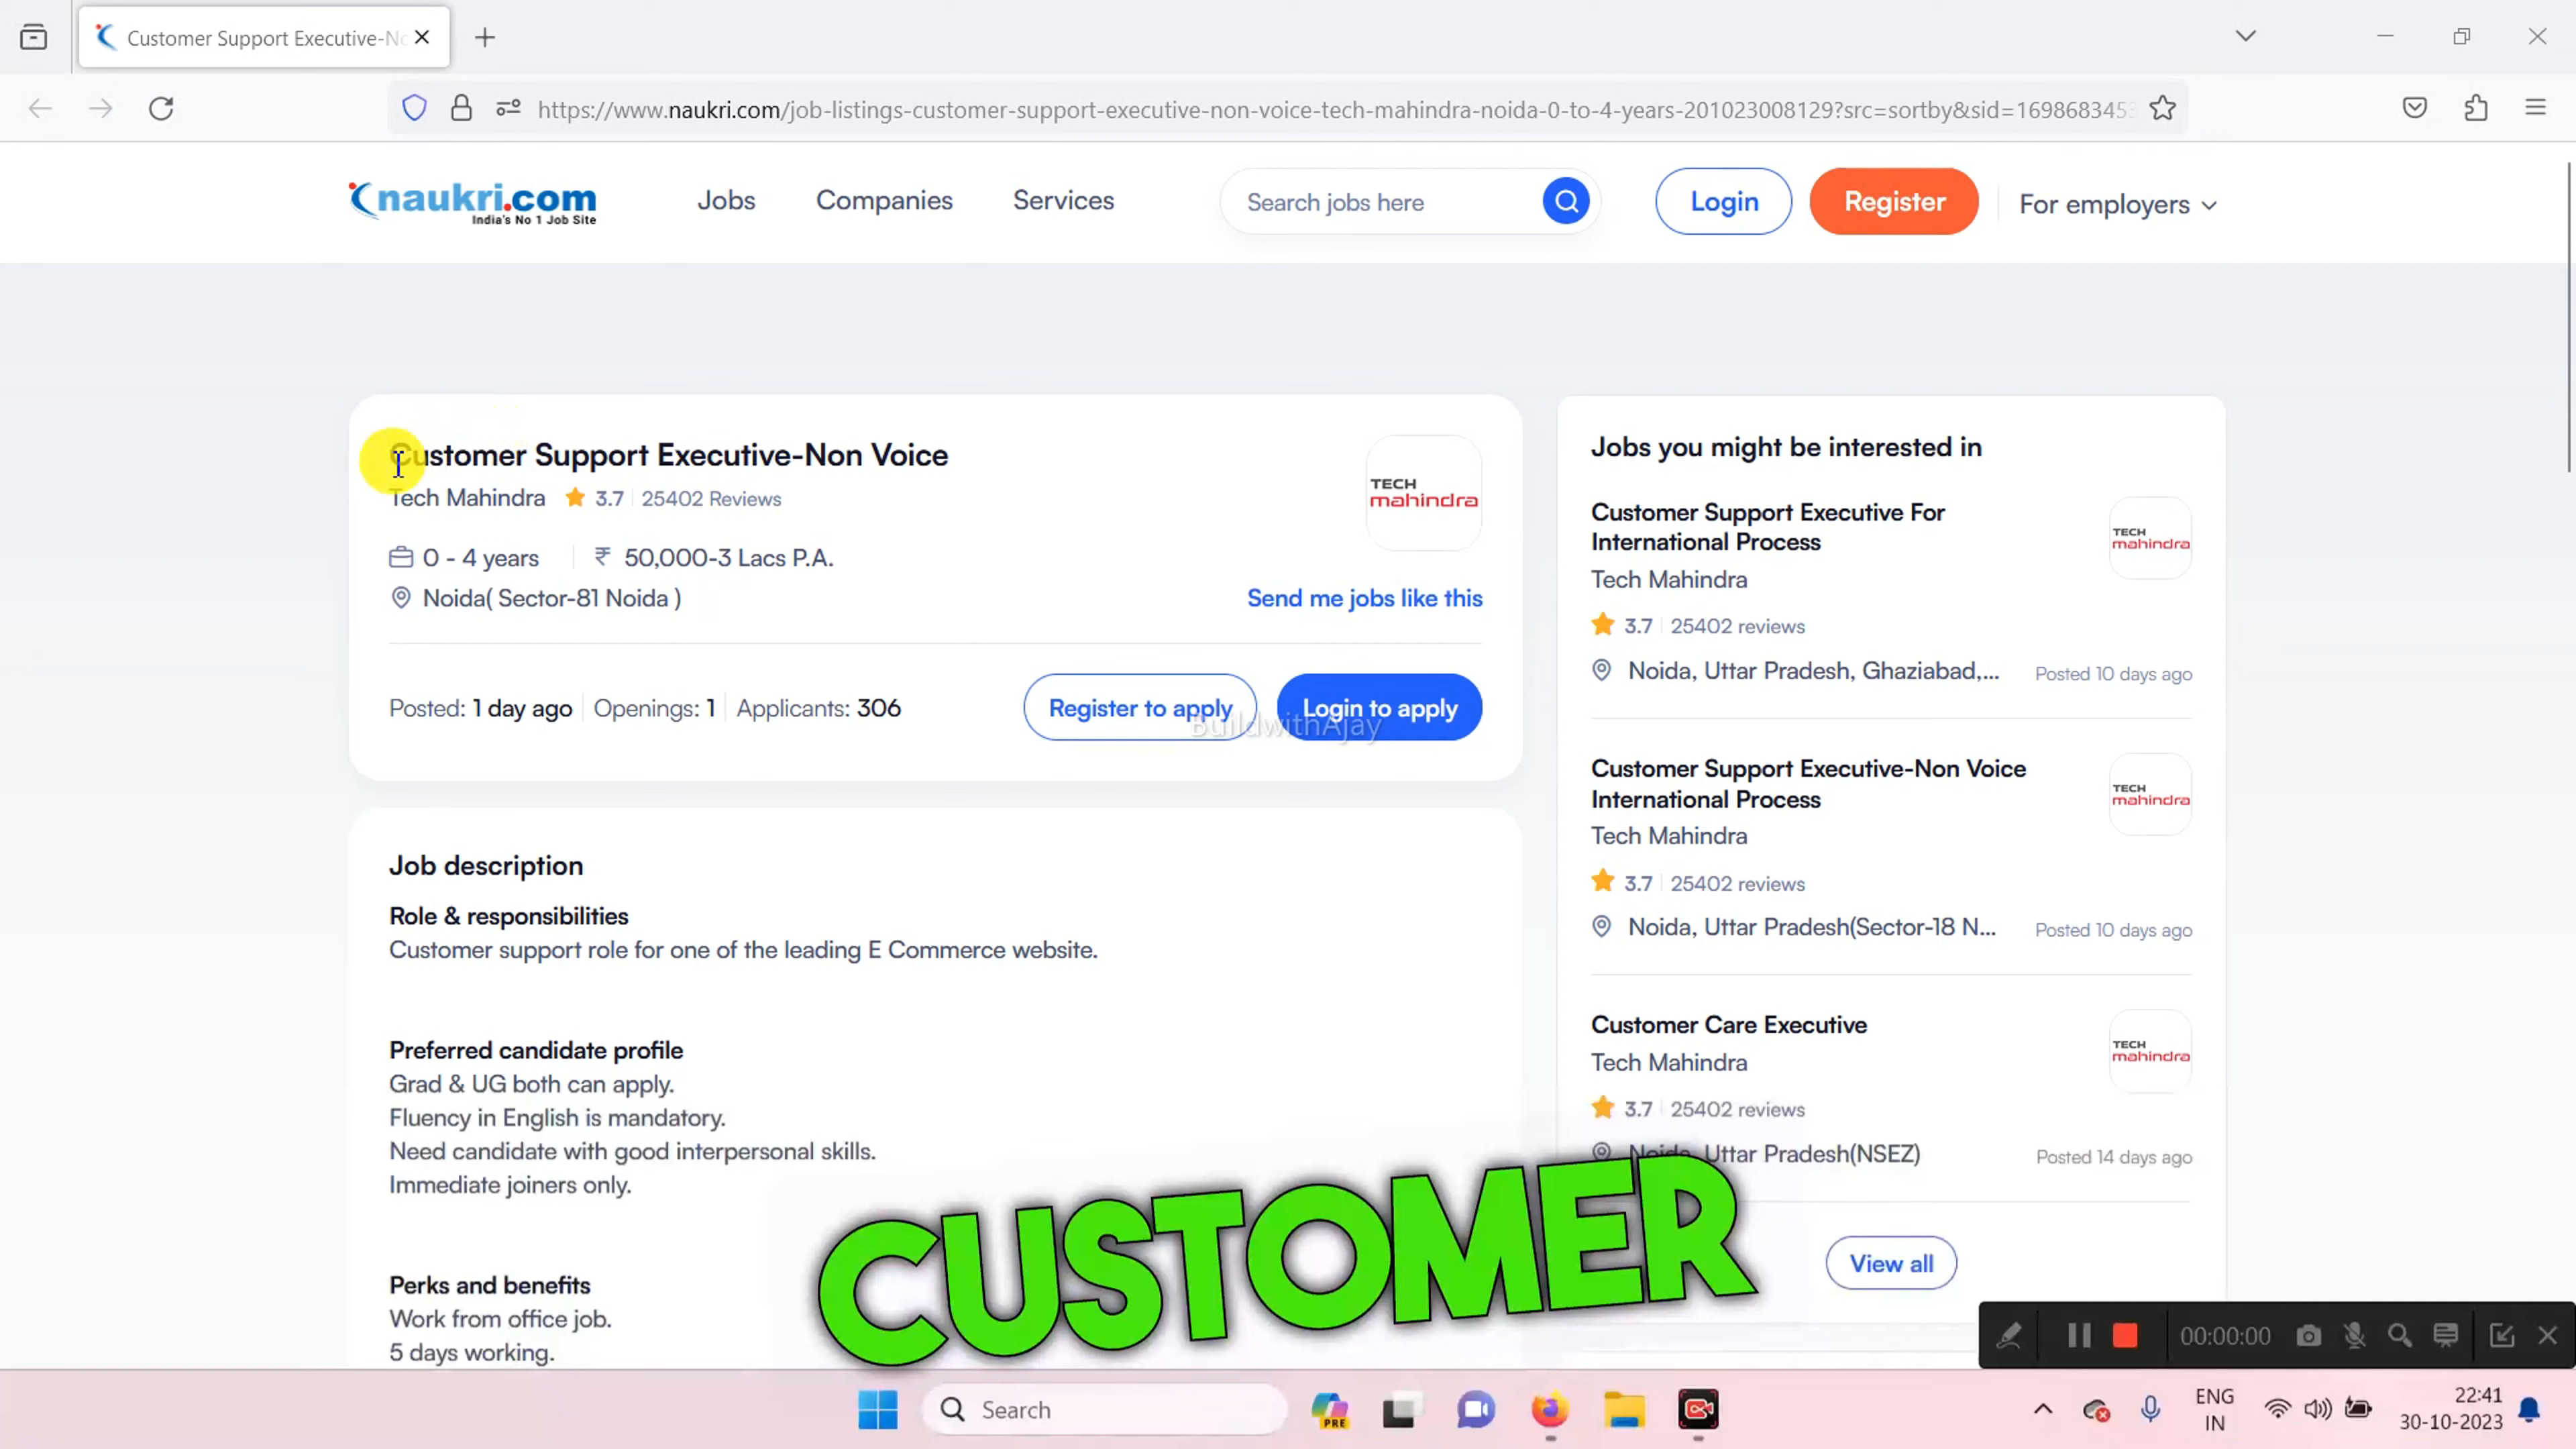 Customer Support Executive-No
https://www.naukri.com/job-listings-customer-support-executive-non-voice-tech-mahindra-noida-0-to-4-years-201023008129?src=sortby&sid=169868345
naukri.com
India's No 1 Job Site
Jobs
Companies
Services
Search jobs here
Login
Register
For employers
Customer Support Executive-Non Voice
Tech Mahindra 3.7 25402 Reviews
0 - 4 years ₹ 50,000-3 Lacs P.A.
Noida( Sector-81 Noida )
TECH
mahindra
Send me jobs like this
Posted: 1 day ago Openings: 1 Applicants: 306
Register to apply
Login to apply
BuildwithAjay
Job description
Role & responsibilities
Customer support role for one of the leading E Commerce website.
Preferred candidate profile
Grad & UG both can apply.
Fluency in English is mandatory.
Need candidate with good interpersonal skills.
Immediate joiners only.
Perks and benefits
Work from office job.
5 days working.
Jobs you might be interested in
Customer Support Executive For
International Process
Tech Mahindra
3.7 25402 reviews
Noida, Uttar Pradesh, Ghaziabad,...
Posted 10 days ago
TECH
mahindra
Customer Support Executive-Non Voice
International Process
Tech Mahindra
3.7 25402 reviews
Noida, Uttar Pradesh(Sector-18 N...
Posted 10 days ago
TECH
mahindra
Customer Care Executive
Tech Mahindra
3.7 25402 reviews
Noida, Uttar Pradesh(NSEZ)
Posted 14 days ago
TECH
mahindra
View all
CUSTOMER
00:00:00
Search
PRE
ENG
IN
22:41
30-10-2023